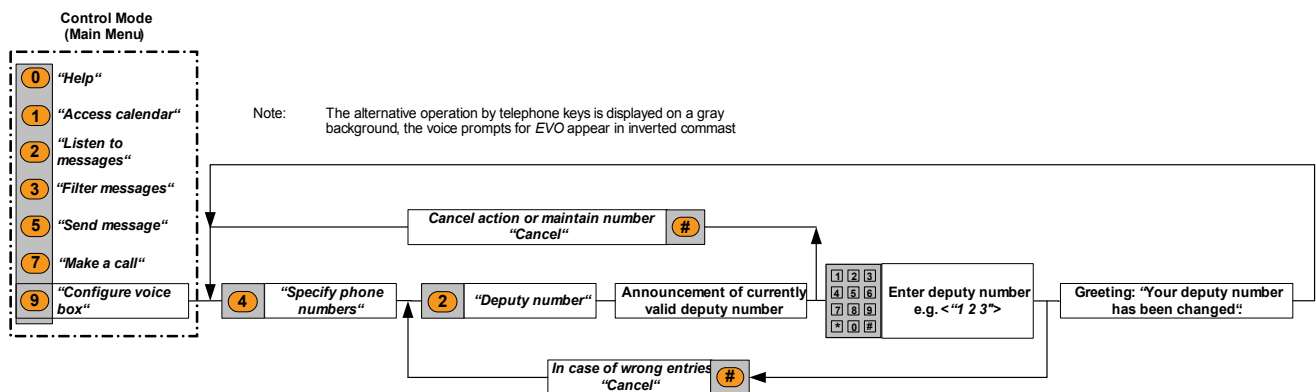 Control Mode
(Main Menu)
0 “Help“
1 “Access calendar“
2 “Listen to
messages“
3 “Filter messages“
5 “Send message“
7 “Make a call“
9 “Configure voice
box“
Note: The alternative operation by telephone keys is displayed on a gray
background, the voice prompts for EVO appear in inverted commast
Cancel action or maintain number
“Cancel“ #
4 “Specify phone
numbers“
2 “Deputy number“
Announcement of currently
valid deputy number
1 2 3
4 5 6
7 8 9
* 0 #
Enter deputy number
e.g. <“1 2 3”>
Greeting: “Your deputy number
has been changed“.
In case of wrong entries
“Cancel“ #